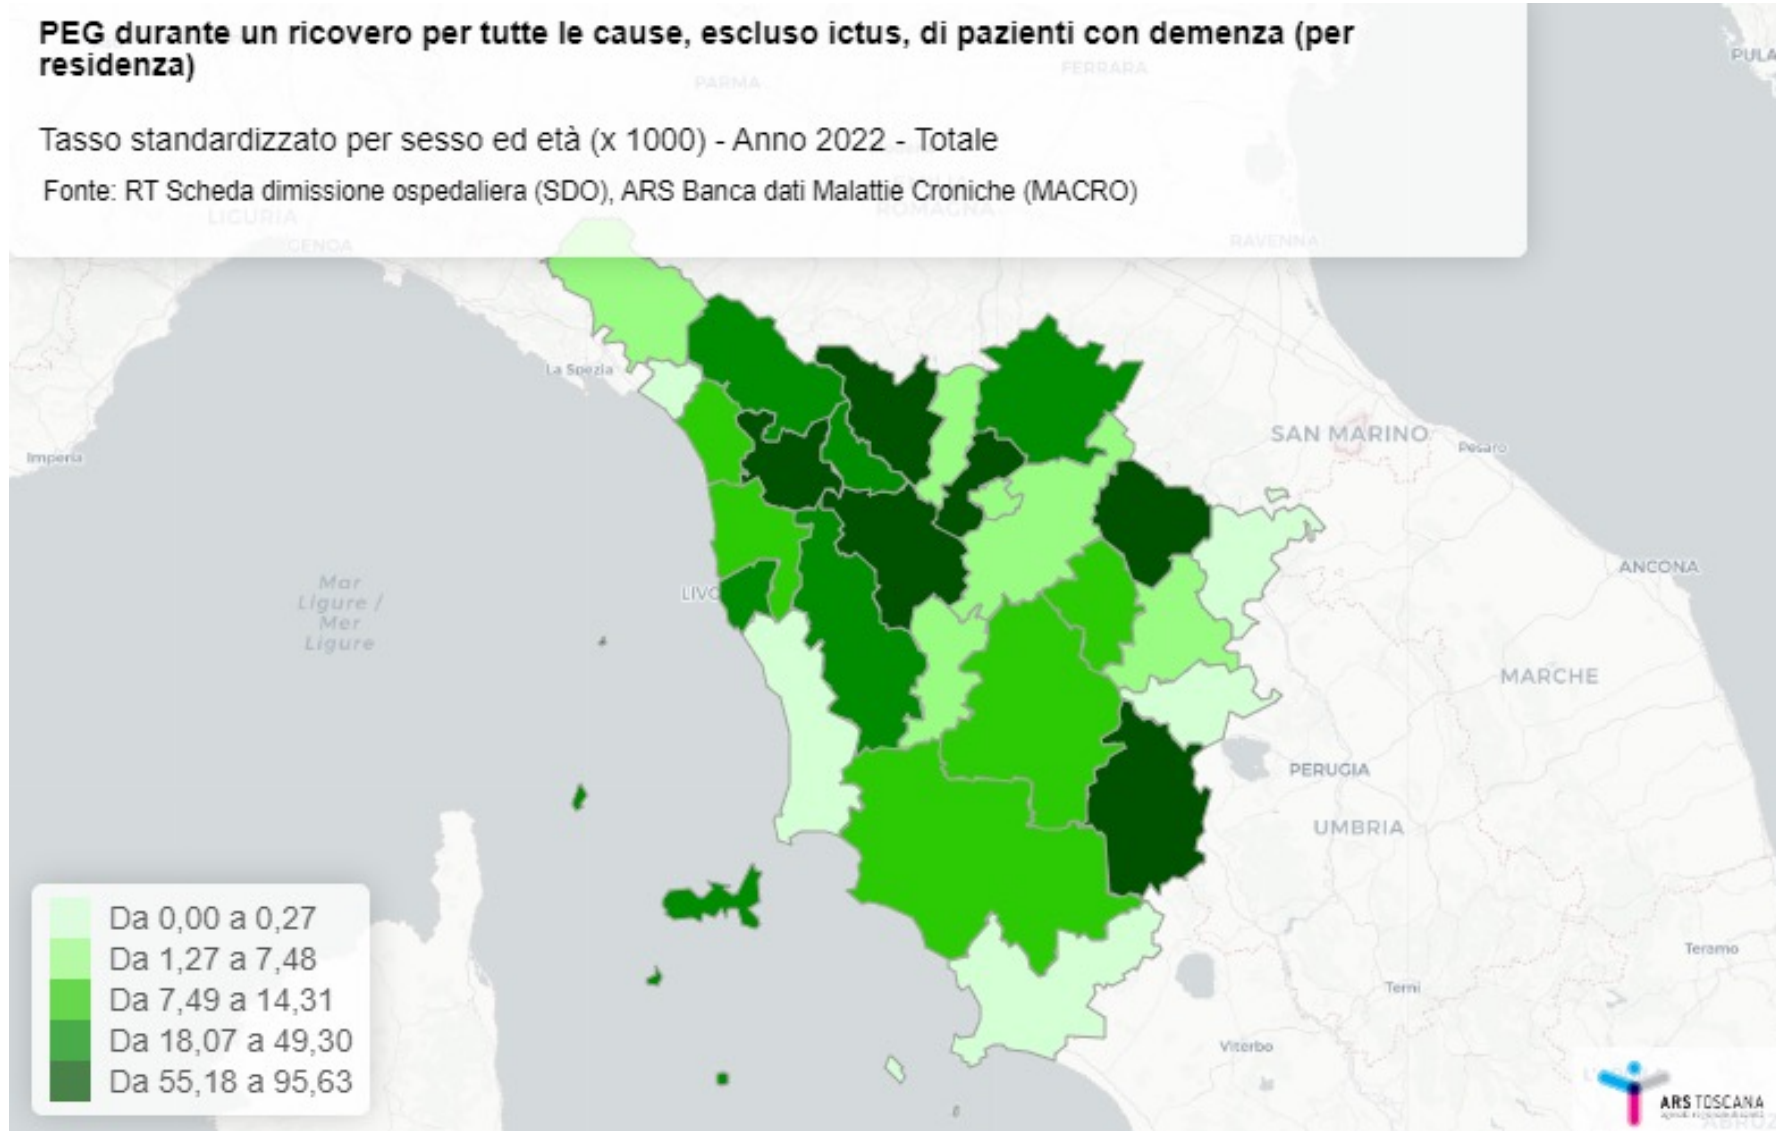 PEG durante un ricovero per tutte le cause, escluso ictus, di pazienti con demenza (per
residenza)
PARMA
FERRARA
PULA
Tasso standardizzato per sesso ed età (x 1000) - Anno 2022 - Totale
Fonte: RT Scheda dimissione ospedaliera (SDO), ARS Banca dati Malattie Croniche (MACRO)
ROMAGNA
LIGURIA
GENOA
RAVENNA
La Spezia
SAN MARINO
Pesaro
Imperia
ANCONA
Mar
Ligure /
Mer
Ligure
LIVO
MARCHE
PERUGIA
UMBRIA
Da 0,00 a 0,27
Da 1,27 a 7,48
Da 7,49 a 14,31
Da 18,07 a 49,30
Da 55,18 a 95,63
Teramo
Terni
Viterbo
ARS TOSCANA